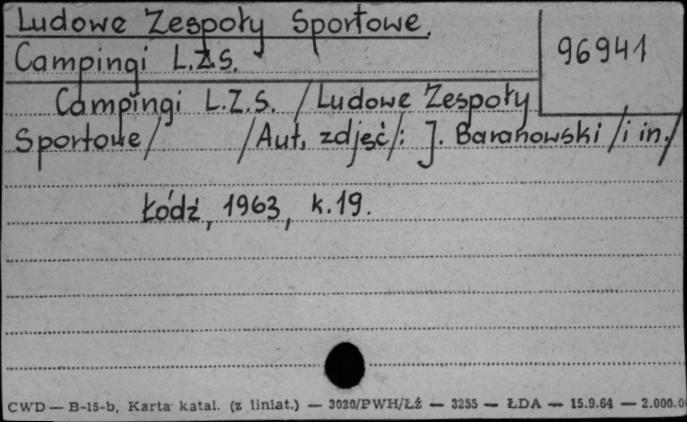 Ludowe Zespoły Sportowe.
96941
Campingi L.Z.S.
Campingi L.Z.S. /Ludowe Zespoły
Sportowe/ /Aut. zdjęć/: J. Baranowski /i in./
Łódź, 1963, k.19.
CWD — B-15-b, Karta katal. (z liniat.) — 3020/PWH/Łź — 3255 — ŁDA — 15.9.64 — 2.000.0